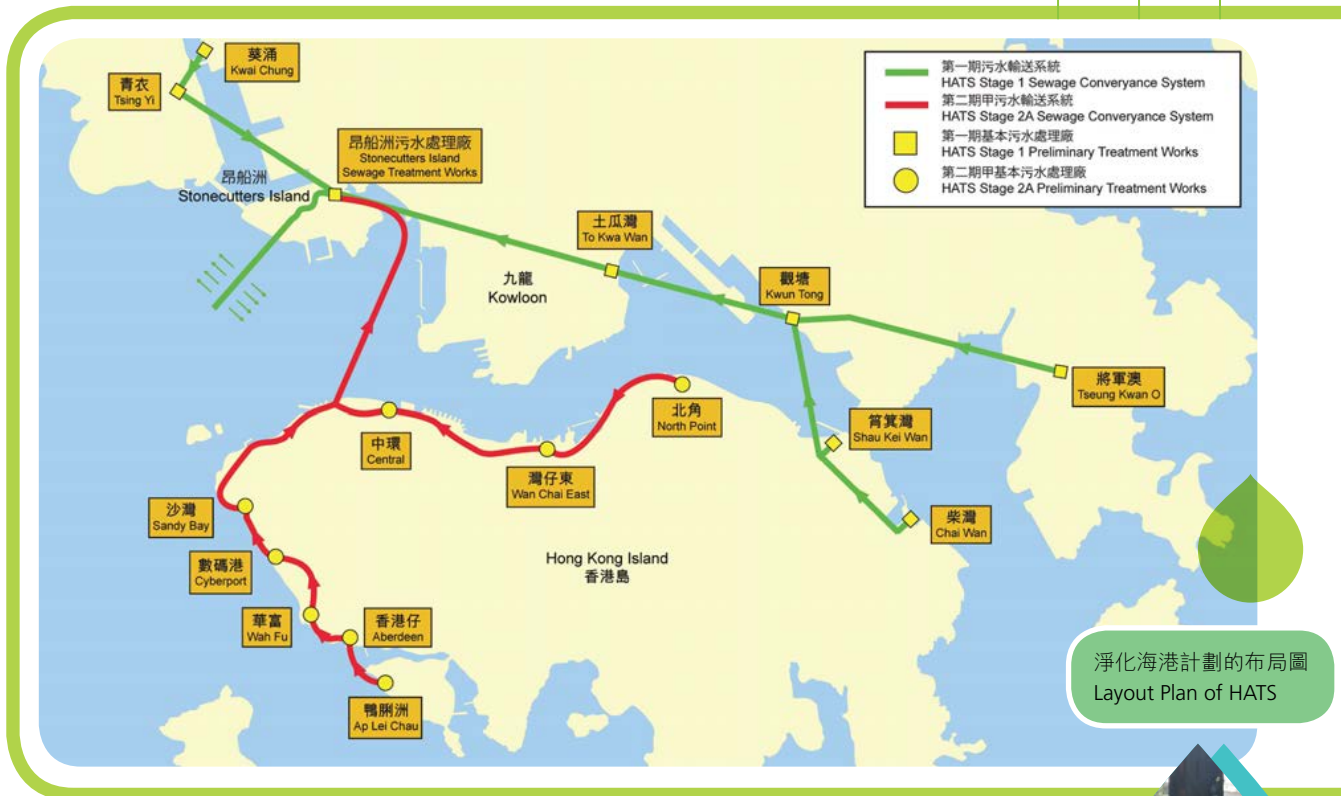 葵涌
Kwai Chung
青衣
Tsing Yi
昂船洲污水處理廠
Stonecutters Island
Sewage Treatment Works
昂船洲
Stonecutters Island
土瓜灣
To Kwa Wan
九龍
Kowloon
觀塘
Kwun Tong
將軍澳
Tseung Kwan O
北角
North Point
筲箕灣
Shau Kei Wan
中環
Central
灣仔東
Wan Chai East
柴灣
Chai Wan
沙灣
Sandy Bay
數碼港
Cyberport
Hong Kong Island
香港島
華富
Wah Fu
香港仔
Aberdeen
鴨脷洲
Ap Lei Chau
第一期污水輸送系統
HATS Stage 1 Sewage Converyance System
第二期甲污水輸送系統
HATS Stage 2A Sewage Converyance System
第一期基本污水處理廠
HATS Stage 1 Preliminary Treatment Works
第二期甲基本污水處理廠
HATS Stage 2A Preliminary Treatment Works
淨化海港計劃的布局圖
Layout Plan of HATS